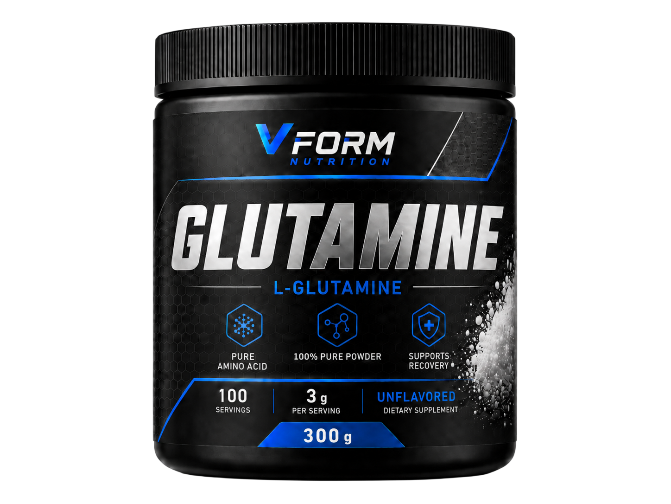 VFORM
NUTRITION
GLUTAMINE
L-GLUTAMINE
PURE
AMINO ACID
100% PURE POWDER
SUPPORTS
RECOVERY
100
SERVINGS
3 g
PER SERVING
UNFLAVORED
DIETARY SUPPLEMENT
300 g